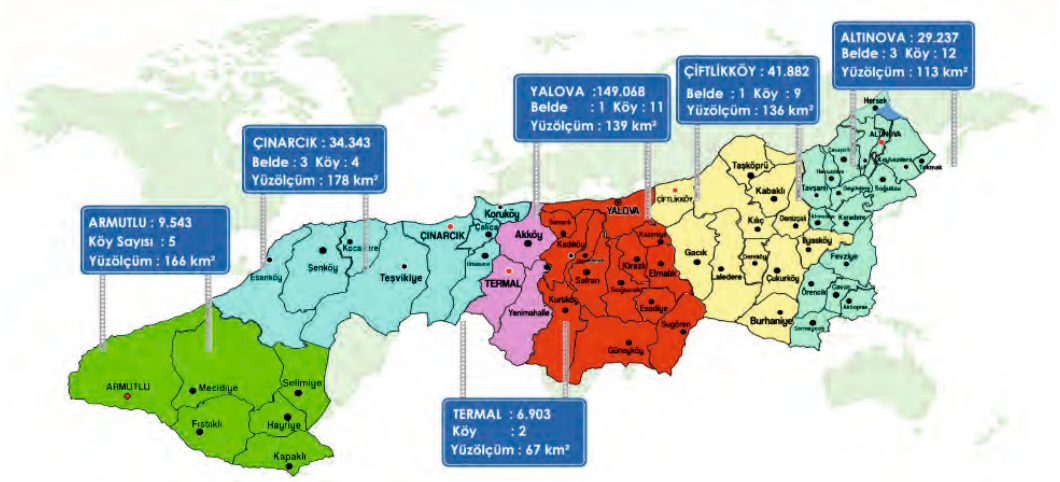 ALTINOVA : 29.237
Belde : 3 Köy : 12
Yüzölçüm : 113 km²
ÇİFTLİKKÖY : 41.882
Belde : 1 Köy : 9
Yüzölçüm : 136 km²
YALOVA :149.068
Belde : 1 Köy : 11
Yüzölçüm : 139 km²
ÇINARCIK : 34.343
Belde : 3 Köy : 4
Yüzölçüm : 178 km²
ARMUTLU : 9.543
Köy Sayısı : 5
Yüzölçüm : 166 km²
TERMAL : 6.903
Köy : 2
Yüzölçüm : 67 km²
Hersek
ALTINOVA
Tokmak
Soğuksu
Tavşanlı
Karadere
Fevziye
Örencik
Aktoprak
Taşköprü
Kabaklı
ÇİFTLİKKÖY
Kılıç
Denizçalı
İlyasköy
Gacık
Laledere
Dereköy
Çukurköy
Burhaniye
YALOVA
Samanlı
Kadıköy
Kazımiye
Kirazlı
Elmalık
Safran
Soğucak
Kurtköy
Esadiye
Sugören
Güneyköy
Koruköy
Çalıca
Akköy
TERMAL
Yenimahalle
ÇINARCIK
Teşvikiye
Kocadere
Şenköy
Esenköy
ARMUTLU
Mecidiye
Selimiye
Fıstıklı
Hayriye
Kapaklı